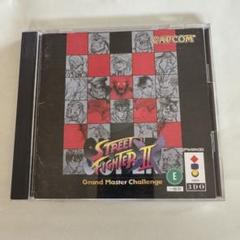 CAPCOM
STREET
FIGHTER II
Grand Master Challenge
E
3DO